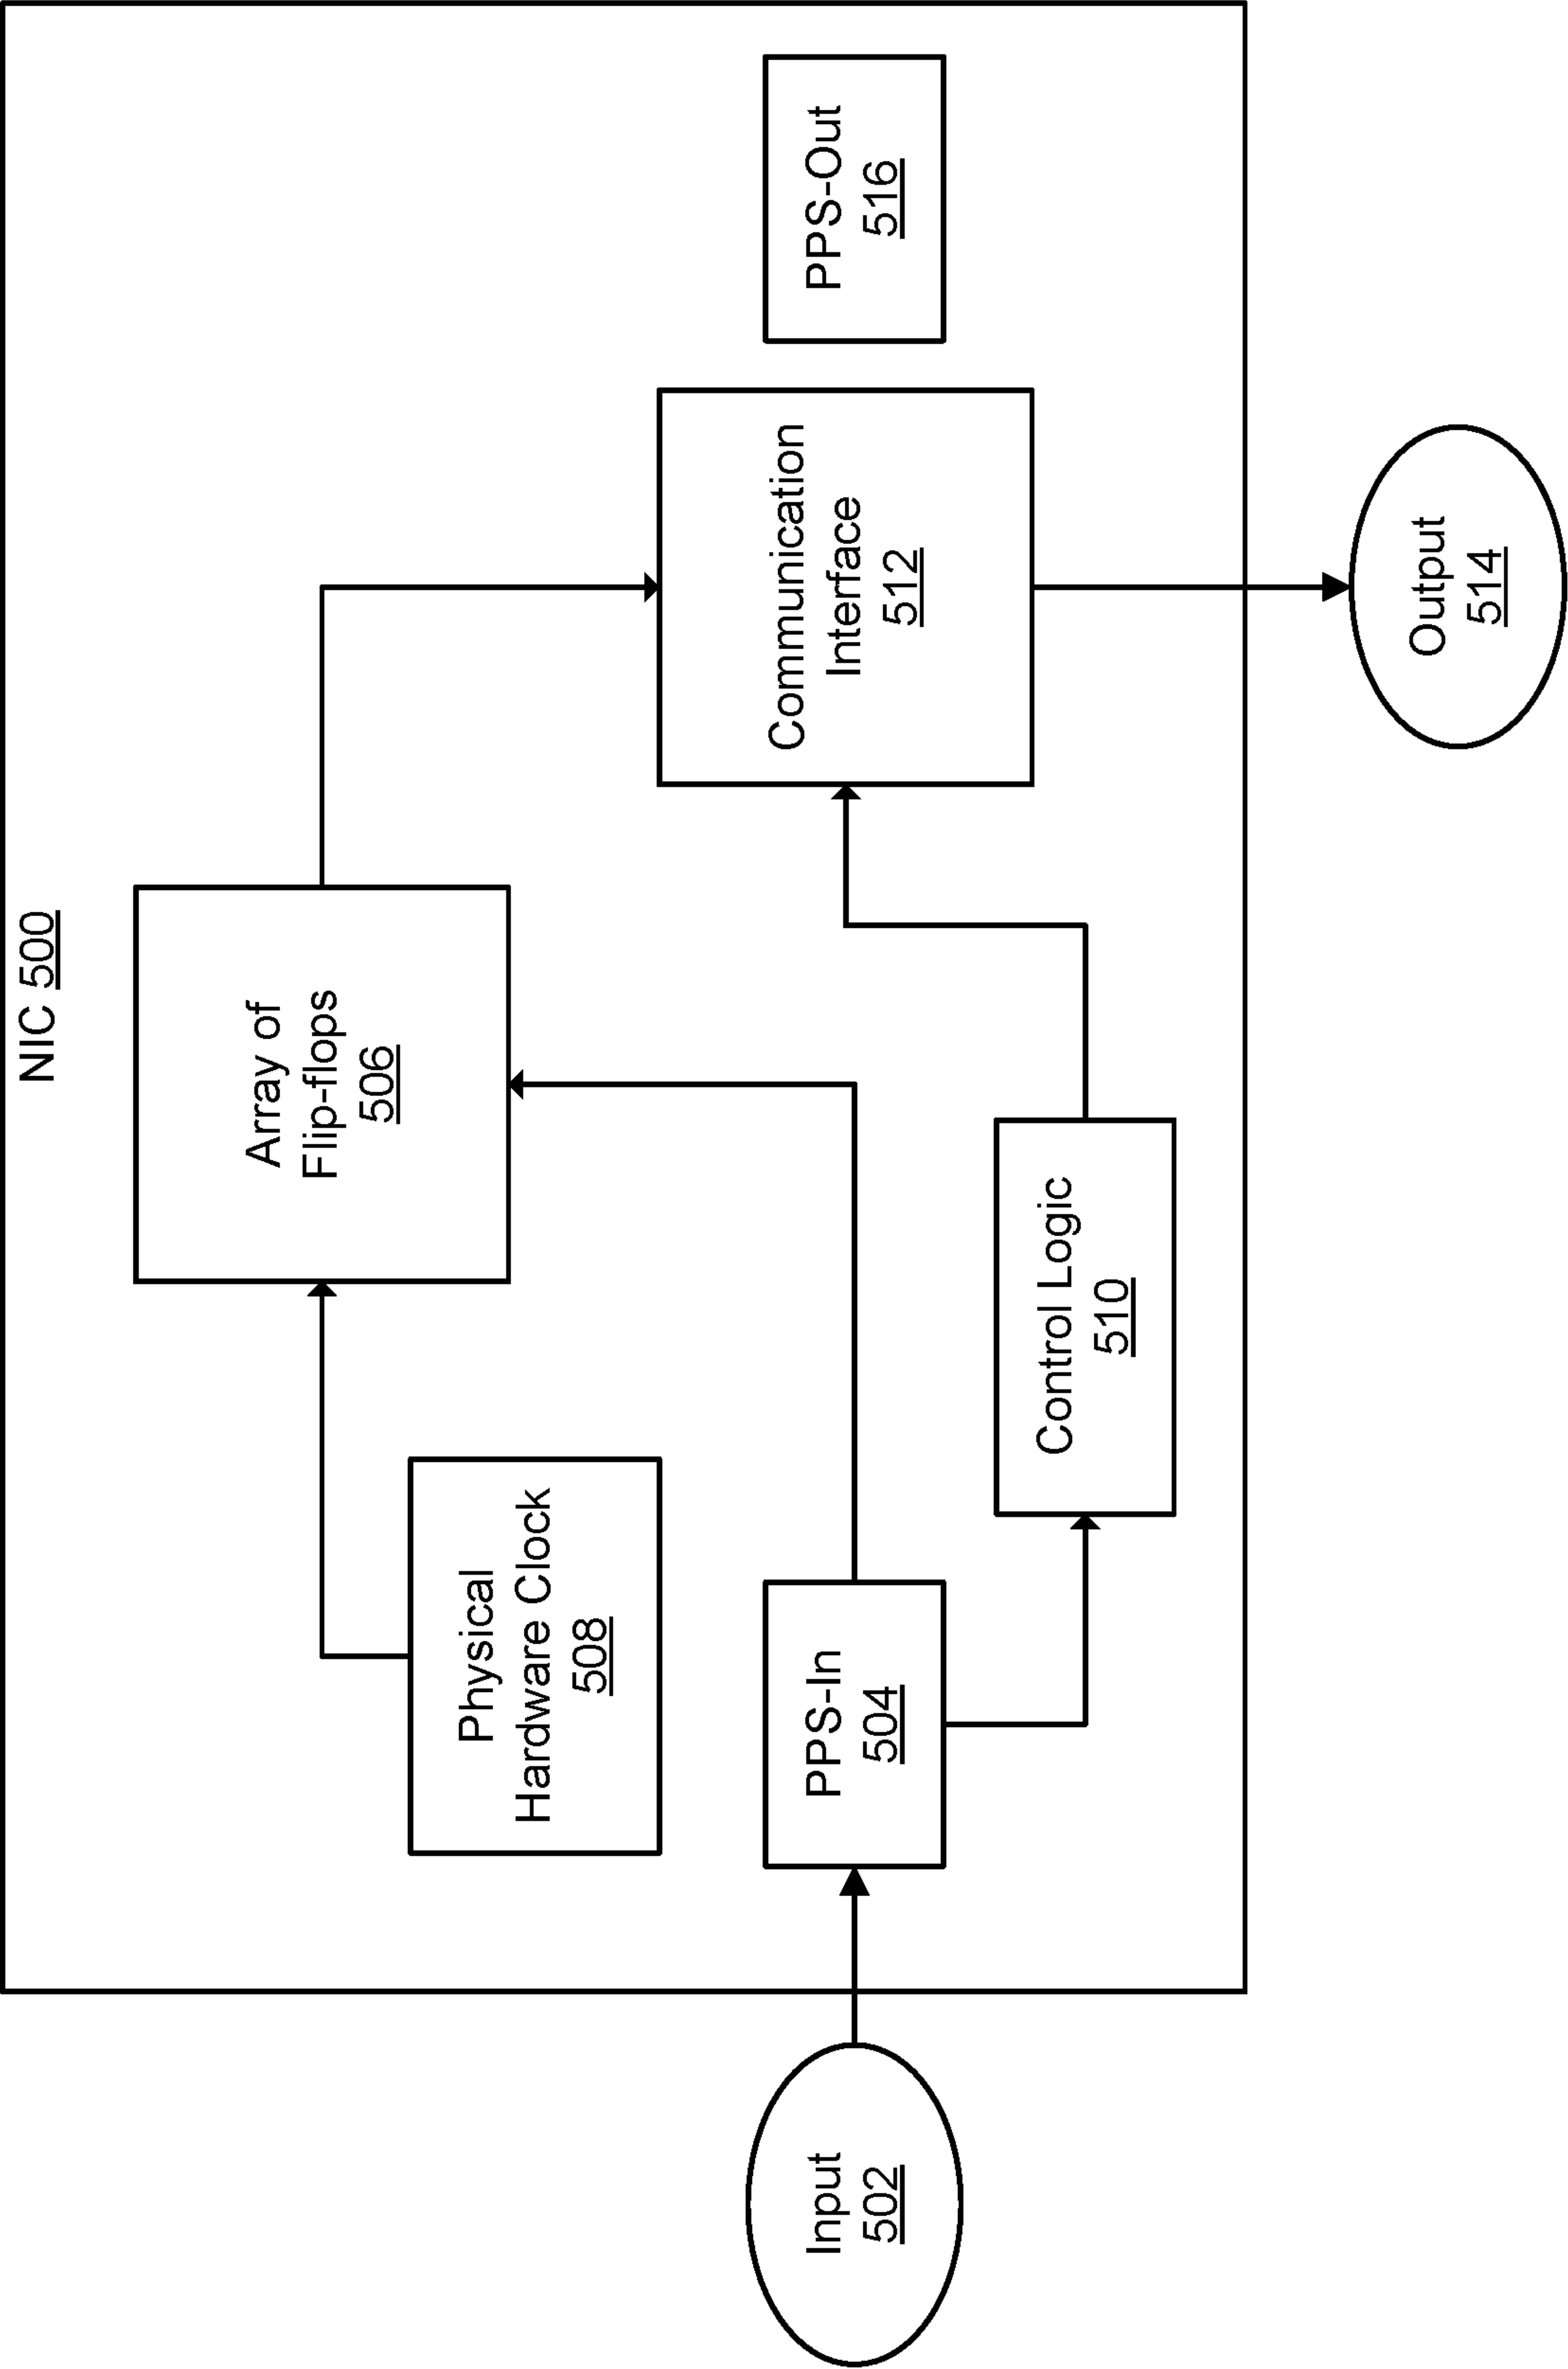 NIC 500
Array of
Flip-flops
506
Physical
Hardware Clock
508
Communication
Interface
512
PPS-Out
516
PPS-In
504
Input
502
Control Logic
510
Output
514